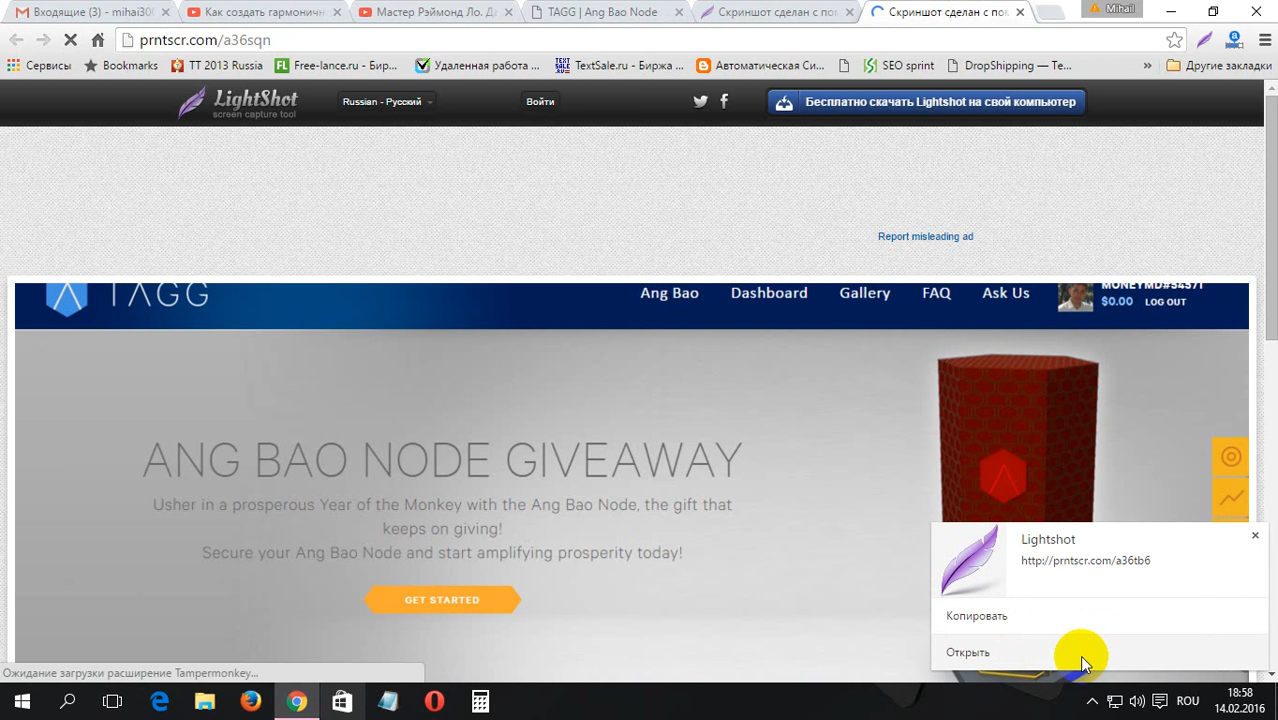 Входящие (3) - mihai300
Как создать гармонич
Мастер Рэймонд Ло. Д
TAGG | Ang Bao Node
Скриншот сделан с пом
Скриншот сделан с пом
Mihail
prntscr.com/a36sqn
Сервисы
Bookmarks
TT 2013 Russia
Free-lance.ru - Бир...
Удаленная работа ...
TextSale.ru - Биржа ...
Автоматическая Си...
SEO sprint
DropShipping — Те...
»
Другие закладки
LightShot
screen capture tool
Russian - Русский
Войти
Бесплатно скачать Lightshot на свой компьютер
Report misleading ad
TAGG
Ang Bao
Dashboard
Gallery
FAQ
Ask Us
MONEYMD#54571
$0.00 LOG OUT
ANG BAO NODE GIVEAWAY
Usher in a prosperous Year of the Monkey with the Ang Bao Node, the gift that
keeps on giving!
Secure your Ang Bao Node and start amplifying prosperity today!
GET STARTED
Lightshot
http://prntscr.com/a36tb6
Копировать
Открыть
Ожидание загрузки расширение Tampermonkey...
ROU
18:58
14.02.2016